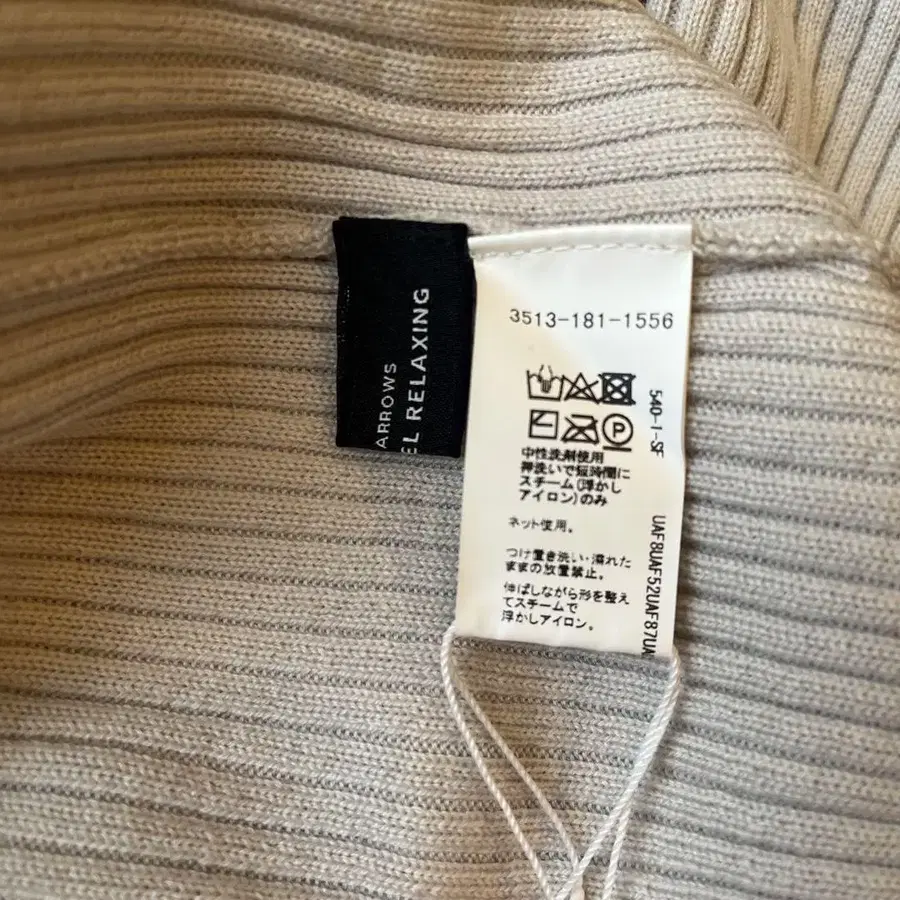 ARROWS
EL RELAXING
3513-181-1556
P
中性洗剤使用
押洗いで短時間に
スチーム(浮かし
アイロン)のみ
ネット使用。
つけ置き洗い・濡れた
ままの放置禁止。
伸ばしながら形を整え
てスチームで
浮かしアイロン。
540-1-SF
UAF8UAF52UAF87UA